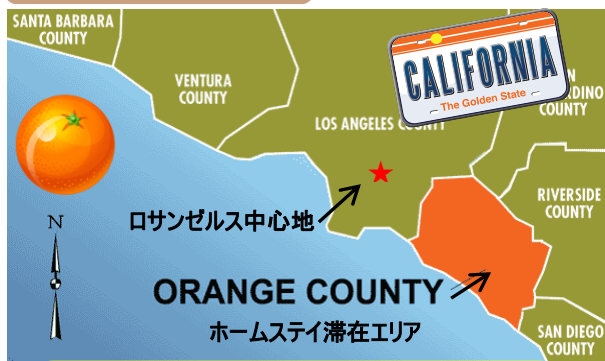 SANTA BARBARA
COUNTY
VENTURA
COUNTY
CALIFORNIA
The Golden State
COUNTY
LOS ANGELES COUNTY
RIVERSIDE
COUNTY
ロサンゼルス中心地
N
ORANGE COUNTY
ホームステイ滞在エリア
SAN DIEGO
COUNTY